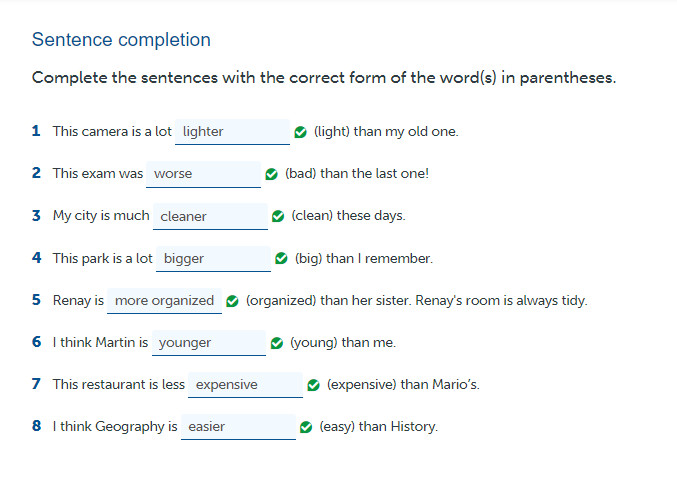 Sentence completion
Complete the sentences with the correct form of the word(s) in parentheses.
1 This camera is a lot lighter (light) than my old one.
2 This exam was worse (bad) than the last one!
3 My city is much cleaner (clean) these days.
4 This park is a lot bigger (big) than I remember.
5 Renay is more organized (organized) than her sister. Renay's room is always tidy.
6 I think Martin is younger (young) than me.
7 This restaurant is less expensive (expensive) than Mario's.
8 I think Geography is easier (easy) than History.